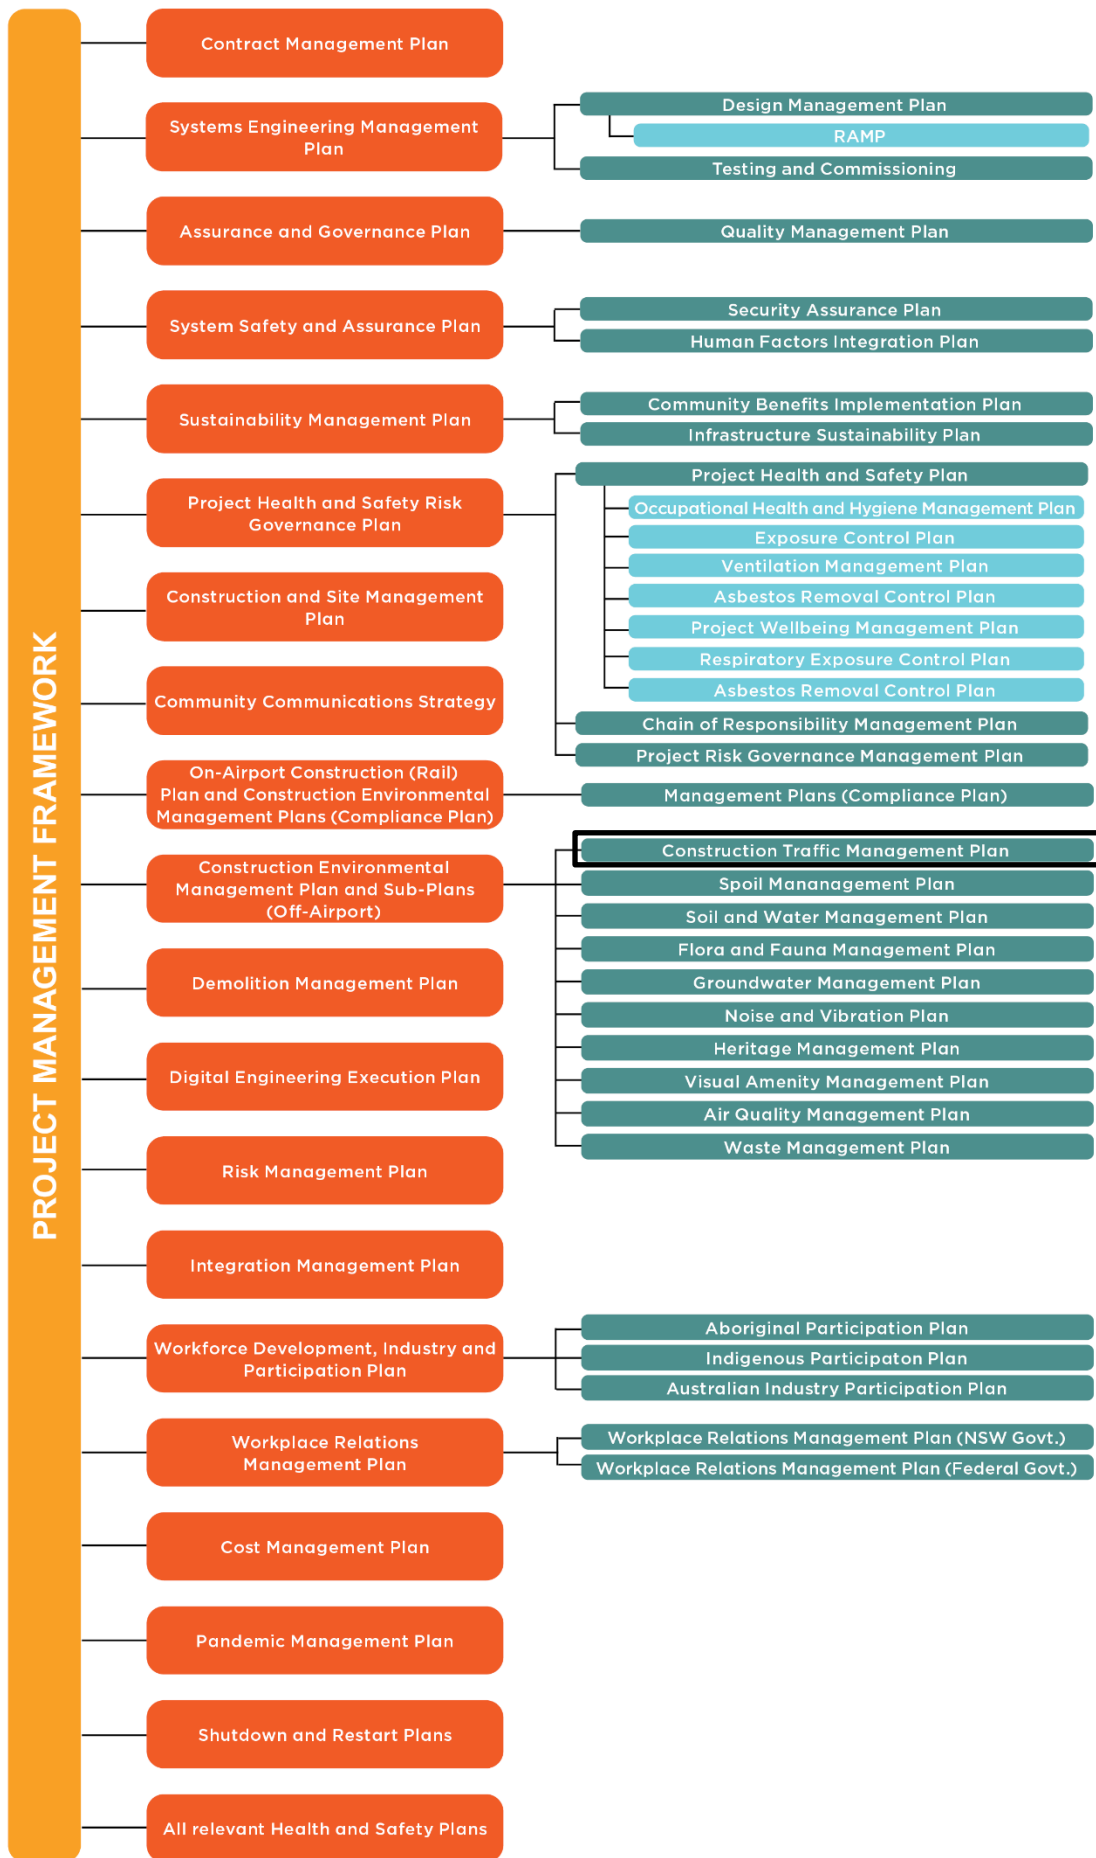 PROJECT MANAGEMENT FRAMEWORK
Contract Management Plan
Systems Engineering Management
Plan
Design Management Plan
RAMP
Testing and Commissioning
Assurance and Governance Plan
Quality Management Plan
System Safety and Assurance Plan
Security Assurance Plan
Human Factors Integration Plan
Sustainability Management Plan
Community Benefits Implementation Plan
Infrastructure Sustainability Plan
Project Health and Safety Risk
Governance Plan
Project Health and Safety Plan
Occupational Health and Hygiene Management Plan
Exposure Control Plan
Ventilation Management Plan
Asbestos Removal Control Plan
Project Wellbeing Management Plan
Respiratory Exposure Control Plan
Asbestos Removal Control Plan
Chain of Responsibility Management Plan
Project Risk Governance Management Plan
Construction and Site Management
Plan
Community Communications Strategy
On-Airport Construction (Rail)
Plan and Construction Environmental
Management Plans (Compliance Plan)
Management Plans (Compliance Plan)
Construction Environmental
Management Plan and Sub-Plans
(Off-Airport)
Construction Traffic Management Plan
Spoil Mananagement Plan
Soil and Water Management Plan
Flora and Fauna Management Plan
Groundwater Management Plan
Noise and Vibration Plan
Heritage Management Plan
Visual Amenity Management Plan
Air Quality Management Plan
Waste Management Plan
Demolition Management Plan
Digital Engineering Execution Plan
Risk Management Plan
Integration Management Plan
Workforce Development, Industry and
Participation Plan
Aboriginal Participation Plan
Indigenous Participaton Plan
Australian Industry Participation Plan
Workplace Relations
Management Plan
Workplace Relations Management Plan (NSW Govt.)
Workplace Relations Management Plan (Federal Govt.)
Cost Management Plan
Pandemic Management Plan
Shutdown and Restart Plans
All relevant Health and Safety Plans